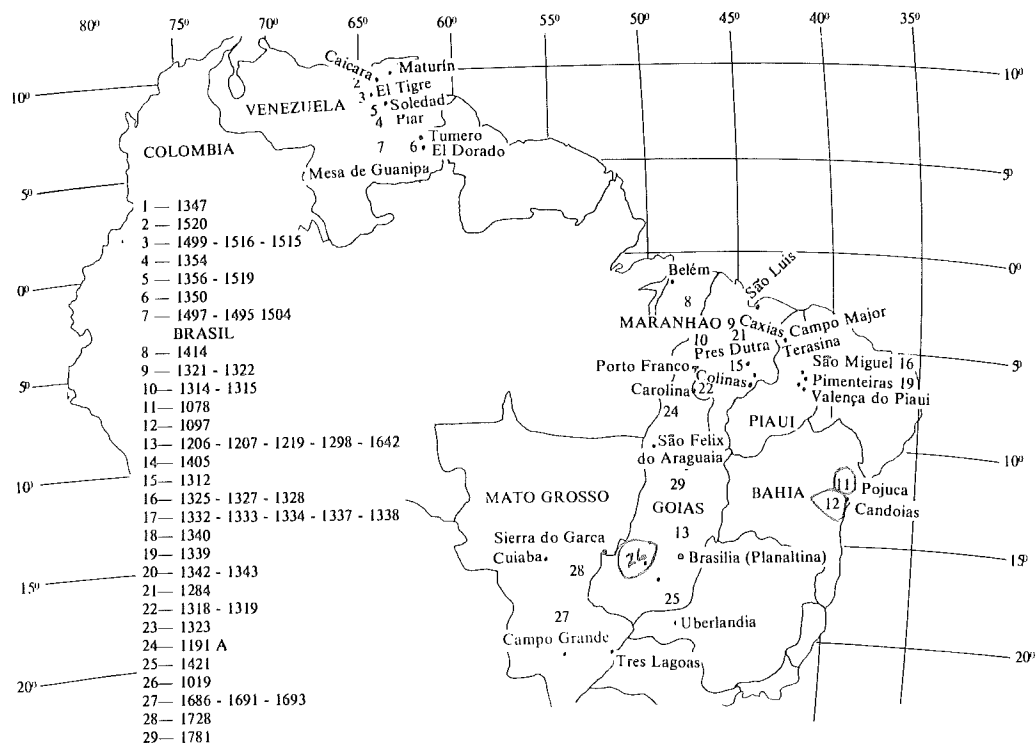 80º 75º 70º 65º 60º 55º 50º 45º 40º 35º
10º
10º
Caicara Maturín
2
3 El Tigre
VENEZUELA 5 Soledad
4 Piar
Tumero
COLOMBIA 7 6 El Dorado
Mesa de Guanipa
5º
5º
1 — 1347
2 — 1520
3 — 1499 - 1516 - 1515
4 — 1354
5 — 1356 - 1519
6 — 1350
7 — 1497 - 1495 1504
BRASIL
8 — 1414
9 — 1321 - 1322
10 — 1314 - 1315
11 — 1078
12 — 1097
13 — 1206 - 1207 - 1219 - 1298 - 1642
14 — 1405
15 — 1312
16 — 1325 - 1327 - 1328
17 — 1332 - 1333 - 1334 - 1337 - 1338
18 — 1340
19 — 1339
20 — 1342 - 1343
21 — 1284
22 — 1318 - 1319
23 — 1323
24 — 1191 A
25 — 1421
26 — 1019
27 — 1686 - 1691 - 1693
28 — 1728
29 — 1781
0º
0º
Belém São Luis
8
MARANHAO 9 Caxias Campo Major
10 21 Terasina
Pres Dutra
São Miguel 16
Porto Franco 15
Colinas Pimenteiras 19
Carolina 22 Valença do Piaui
5º
5º
24 PIAUI
São Felix
do Araguaia
10º
10º
29
MATO GROSSO GOIAS BAHIA 11 Pojuca
12 Candoias
13
Sierra do Garca
Cuiaba 26 Brasilia (Planaltina)
28
15º
15º
25
27 Uberlandia
Campo Grande
Tres Lagoas
20º
20º